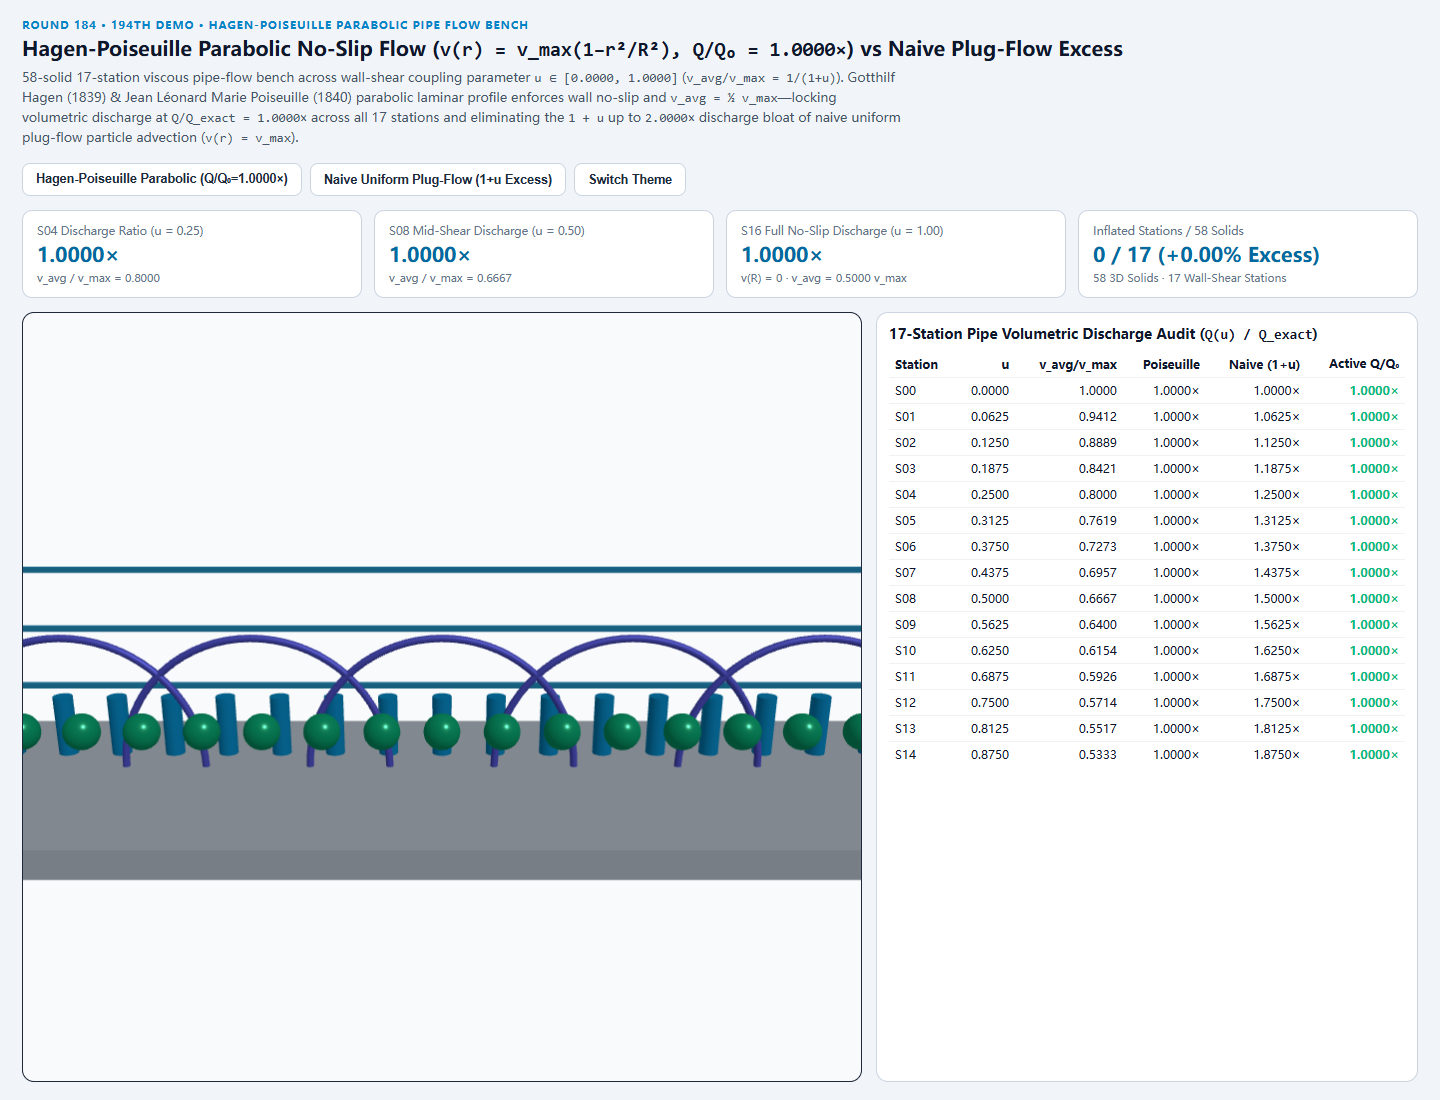 ROUND 184 • 194TH DEMO • HAGEN-POISEUILLE PARABOLIC PIPE FLOW BENCH
Hagen-Poiseuille Parabolic No-Slip Flow (v(r) = v_max(1−r²/R²), Q/Q₀ = 1.0000×) vs Naive Plug-Flow Excess
58-solid 17-station viscous pipe-flow bench across wall-shear coupling parameter u ∈ [0.0000, 1.0000] (v_avg/v_max = 1/(1+u)). Gotthilf
Hagen (1839) & Jean Léonard Marie Poiseuille (1840) parabolic laminar profile enforces wall no-slip and v_avg = ½ v_max—locking
volumetric discharge at Q/Q_exact = 1.0000× across all 17 stations and eliminating the 1 + u up to 2.0000× discharge bloat of naive uniform
plug-flow particle advection (v(r) = v_max).
Hagen-Poiseuille Parabolic (Q/Q₀=1.0000×)
Naive Uniform Plug-Flow (1+u Excess)
Switch Theme
S04 Discharge Ratio (u = 0.25)
1.0000×
v_avg / v_max = 0.8000
S08 Mid-Shear Discharge (u = 0.50)
1.0000×
v_avg / v_max = 0.6667
S16 Full No-Slip Discharge (u = 1.00)
1.0000×
v(R) = 0 · v_avg = 0.5000 v_max
Inflated Stations / 58 Solids
0 / 17 (+0.00% Excess)
58 3D Solids · 17 Wall-Shear Stations
17-Station Pipe Volumetric Discharge Audit (Q(u) / Q_exact)
Station u v_avg/v_max Poiseuille Naive (1+u) Active Q/Q₀
S00 0.0000 1.0000 1.0000× 1.0000× 1.0000×
S01 0.0625 0.9412 1.0000× 1.0625× 1.0000×
S02 0.1250 0.8889 1.0000× 1.1250× 1.0000×
S03 0.1875 0.8421 1.0000× 1.1875× 1.0000×
S04 0.2500 0.8000 1.0000× 1.2500× 1.0000×
S05 0.3125 0.7619 1.0000× 1.3125× 1.0000×
S06 0.3750 0.7273 1.0000× 1.3750× 1.0000×
S07 0.4375 0.6957 1.0000× 1.4375× 1.0000×
S08 0.5000 0.6667 1.0000× 1.5000× 1.0000×
S09 0.5625 0.6400 1.0000× 1.5625× 1.0000×
S10 0.6250 0.6154 1.0000× 1.6250× 1.0000×
S11 0.6875 0.5926 1.0000× 1.6875× 1.0000×
S12 0.7500 0.5714 1.0000× 1.7500× 1.0000×
S13 0.8125 0.5517 1.0000× 1.8125× 1.0000×
S14 0.8750 0.5333 1.0000× 1.8750× 1.0000×